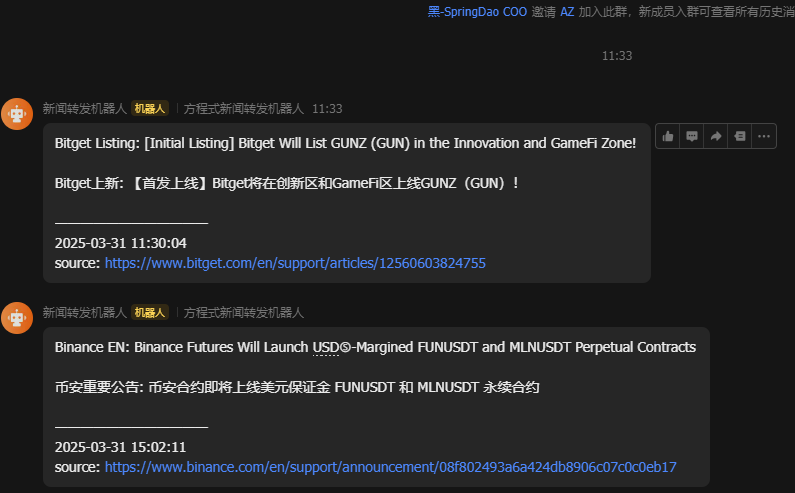 黑-SpringDao COO 邀请 AZ 加入此群，新成员入群可查看所有历史消
11:33
新闻转发机器人 机器人 方程式新闻转发机器人 11:33
Bitget Listing: [Initial Listing] Bitget Will List GUNZ (GUN) in the Innovation and GameFi Zone!
Bitget上新: 【首发上线】Bitget将在创新区和GameFi区上线GUNZ（GUN）!
2025-03-31 11:30:04
source: https://www.bitget.com/en/support/articles/12560603824755
新闻转发机器人 机器人 方程式新闻转发机器人
Binance EN: Binance Futures Will Launch USDⓈ-Margined FUNUSDT and MLNUSDT Perpetual Contracts
币安重要公告: 币安合约即将上线美元保证金 FUNUSDT 和 MLNUSDT 永续合约
2025-03-31 15:02:11
source: https://www.binance.com/en/support/announcement/08f802493a6a424db8906c07c0c0eb17